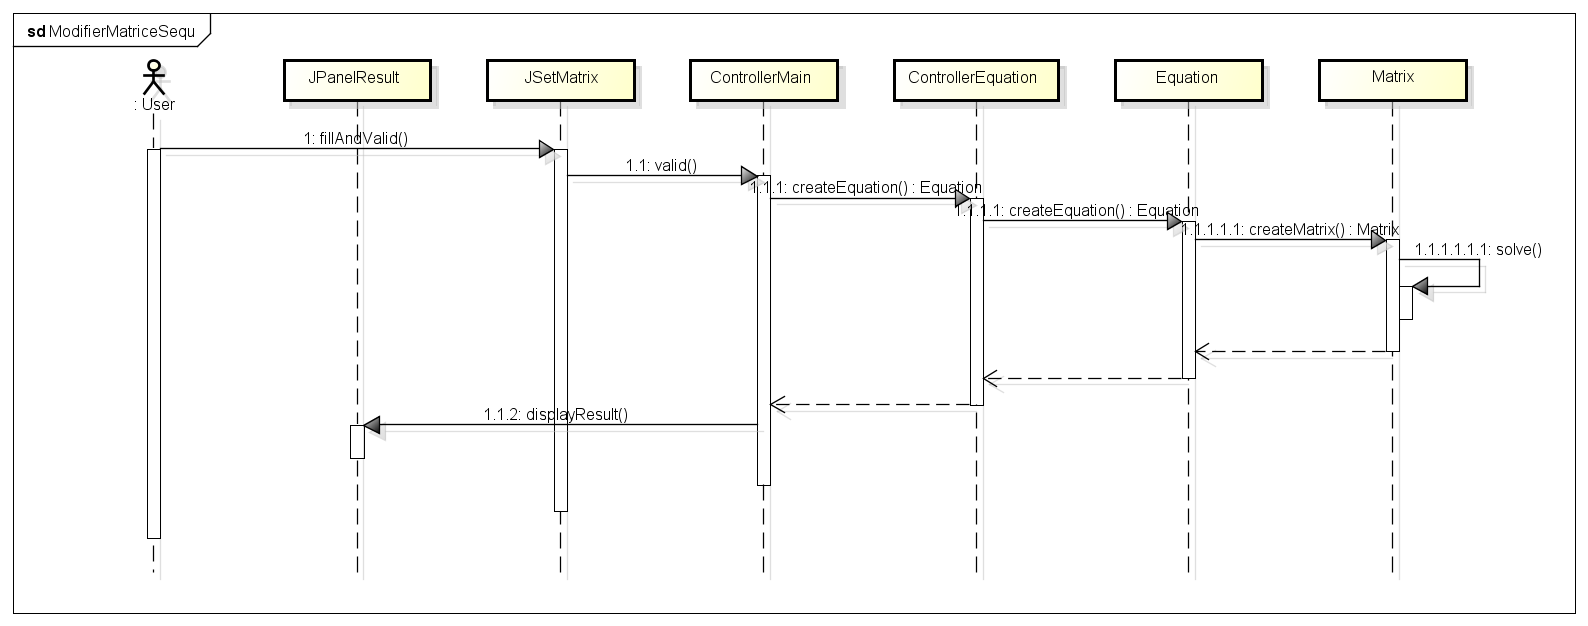 sd ModifierMatriceSequ
: User
JPanelResult
JSetMatrix
ControllerMain
ControllerEquation
Equation
Matrix
1: fillAndValid()
1.1: valid()
1.1.1: createEquation() : Equation
1.1.1.1: createEquation() : Equation
1.1.1.1.1: createMatrix() : Matrix
1.1.1.1.1.1: solve()
1.1.2: displayResult()